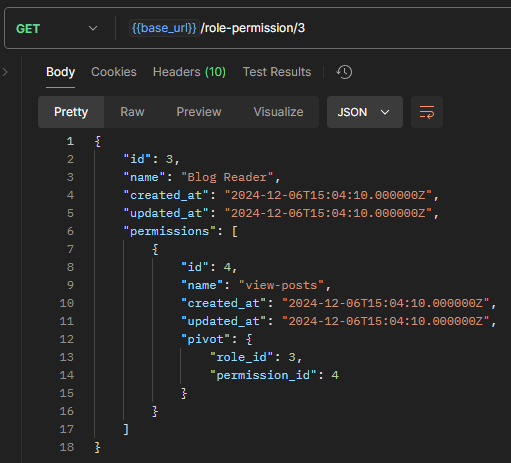 GET {{base_url}}/role-permission/3
Body Cookies Headers (10) Test Results
Pretty Raw Preview Visualize JSON
1 {
2 "id": 3,
3 "name": "Blog Reader",
4 "created_at": "2024-12-06T15:04:10.000000Z",
5 "updated_at": "2024-12-06T15:04:10.000000Z",
6 "permissions": [
7 {
8 "id": 4,
9 "name": "view-posts",
10 "created_at": "2024-12-06T15:04:10.000000Z",
11 "updated_at": "2024-12-06T15:04:10.000000Z",
12 "pivot": {
13 "role_id": 3,
14 "permission_id": 4
15 }
16 }
17 ]
18 }